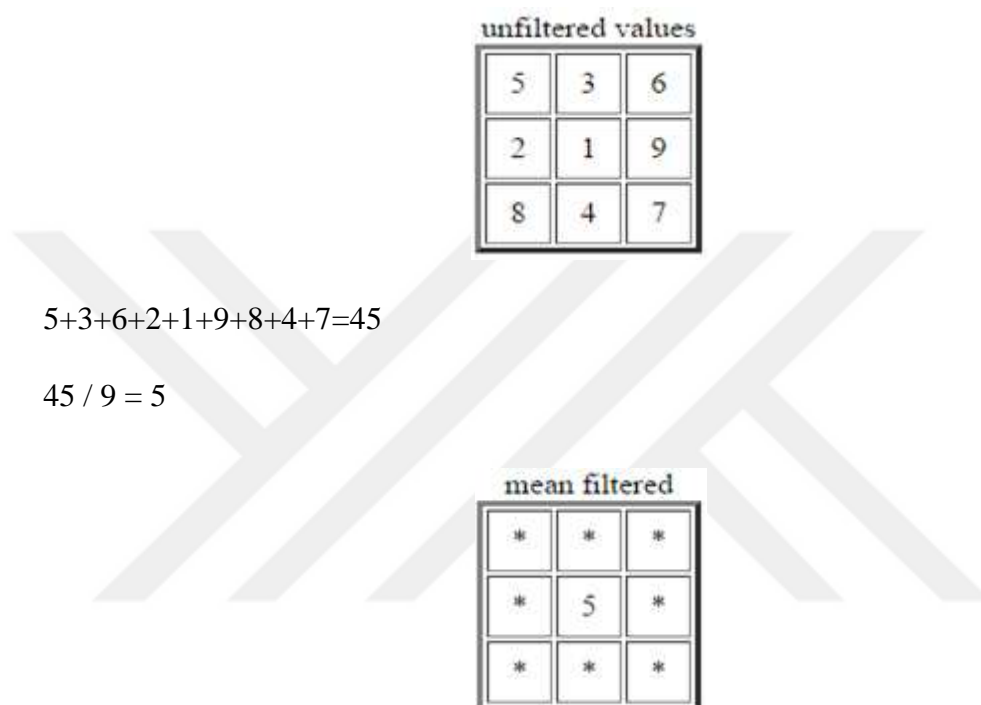 unfiltered values
5 3 6
2 1 9
8 4 7
5+3+6+2+1+9+8+4+7=45
45 / 9 = 5
mean filtered
* * *
* 5 *
* * *